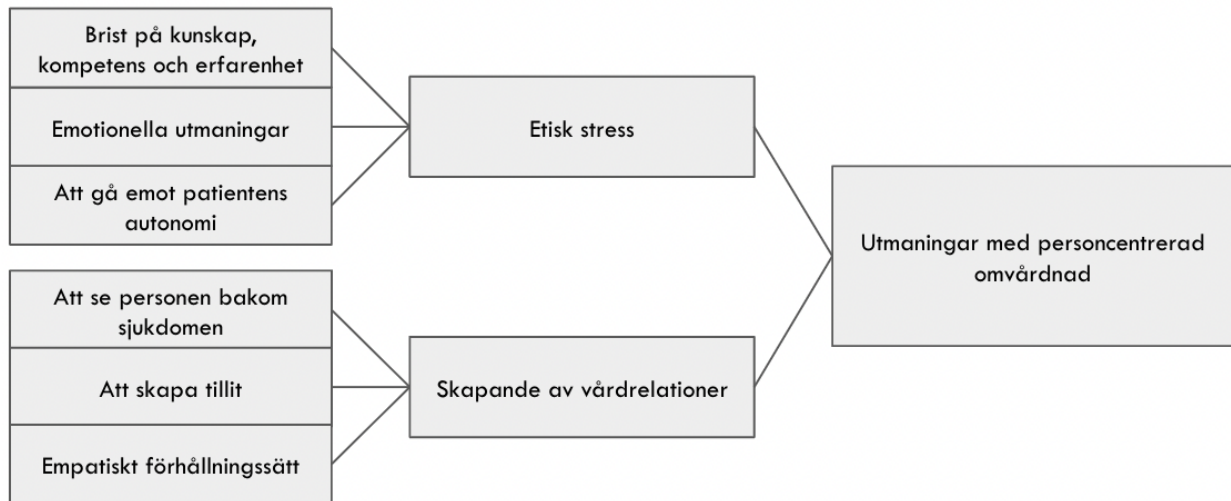 Brist på kunskap,
kompetens och erfarenhet
Emotionella utmaningar
Att gå emot patientens
autonomi
Etisk stress
Att se personen bakom
sjukdomen
Att skapa tillit
Empatiskt förhållningssätt
Skapande av vårdrelationer
Utmaningar med personcentrerad
omvårdnad